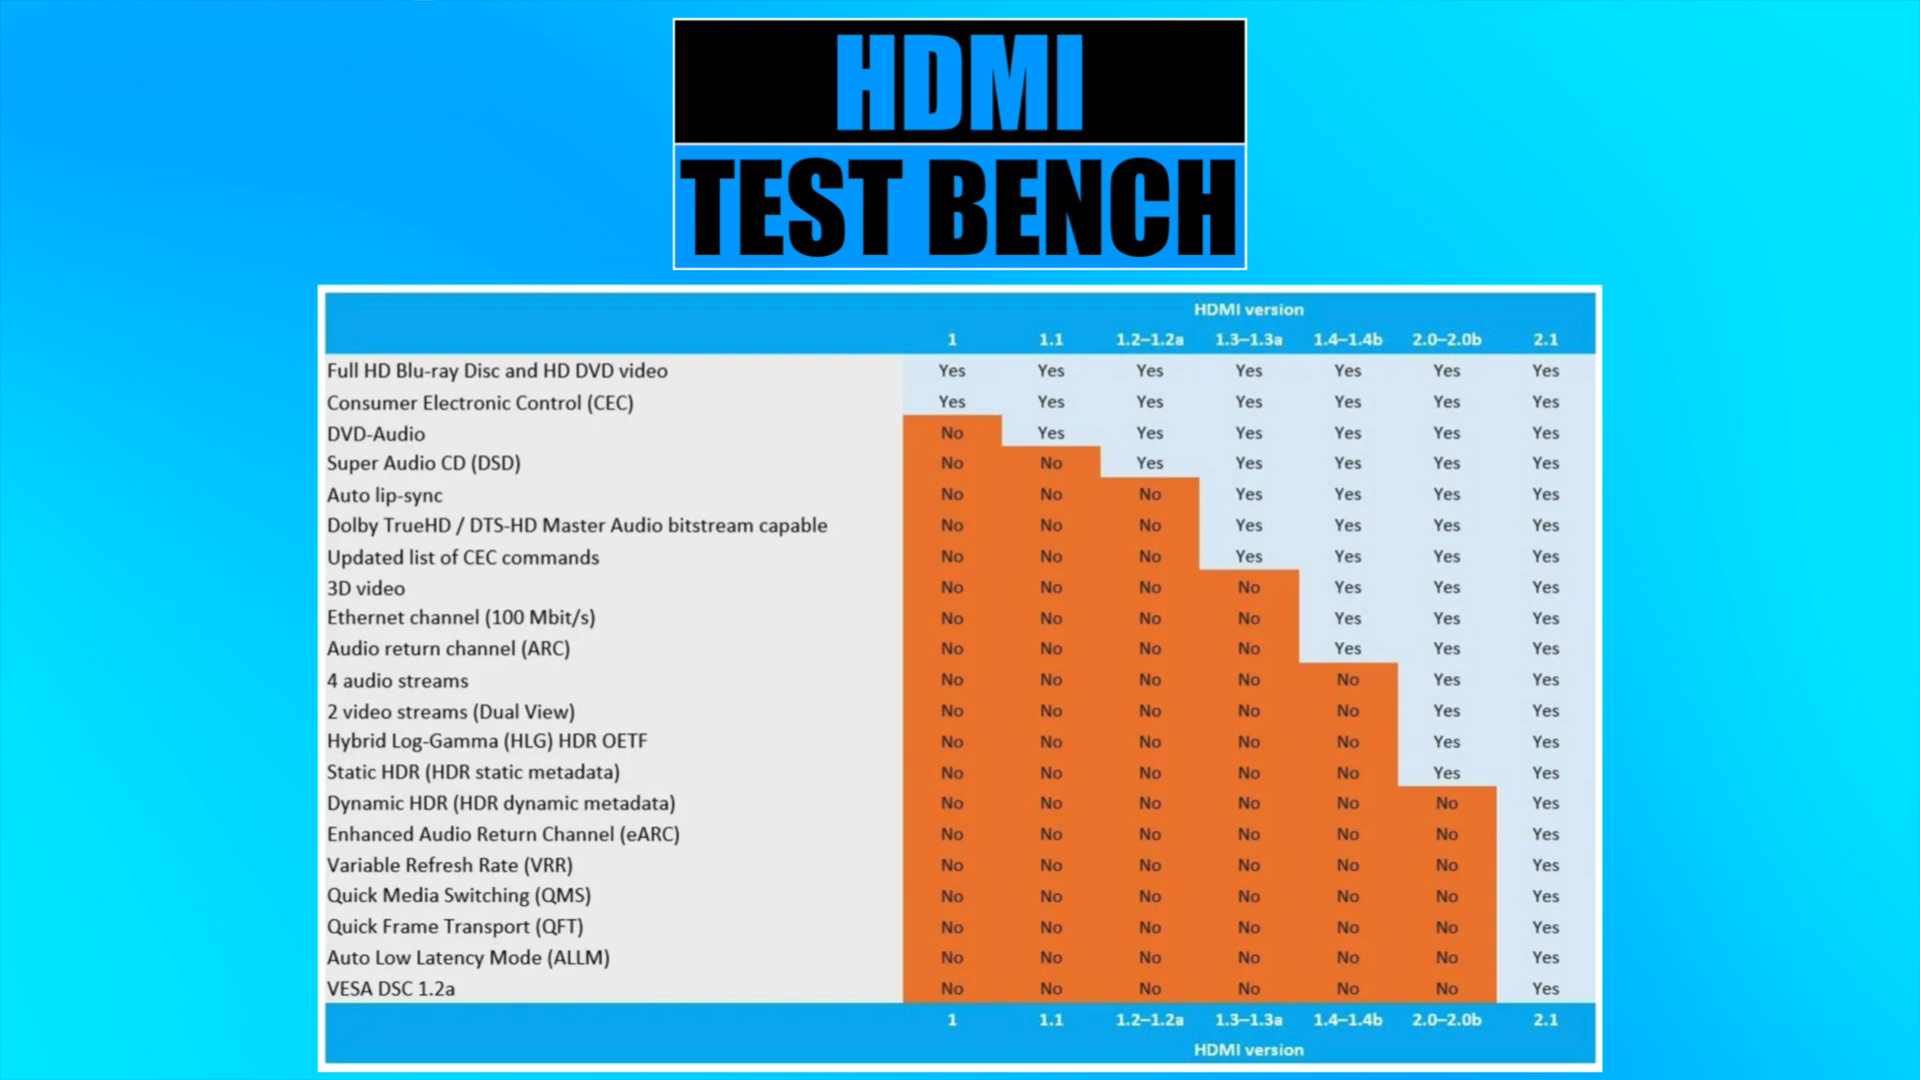 HDMI
TEST BENCH
HDMI version
1 1.1 1.2–1.2a 1.3–1.3a 1.4–1.4b 2.0–2.0b 2.1
Full HD Blu-ray Disc and HD DVD video Yes Yes Yes Yes Yes Yes Yes
Consumer Electronic Control (CEC) Yes Yes Yes Yes Yes Yes Yes
DVD-Audio No Yes Yes Yes Yes Yes Yes
Super Audio CD (DSD) No No Yes Yes Yes Yes Yes
Auto lip-sync No No No Yes Yes Yes Yes
Dolby TrueHD / DTS-HD Master Audio bitstream capable No No No Yes Yes Yes Yes
Updated list of CEC commands No No No Yes Yes Yes Yes
3D video No No No No Yes Yes Yes
Ethernet channel (100 Mbit/s) No No No No Yes Yes Yes
Audio return channel (ARC) No No No No Yes Yes Yes
4 audio streams No No No No No Yes Yes
2 video streams (Dual View) No No No No No Yes Yes
Hybrid Log-Gamma (HLG) HDR OETF No No No No No Yes Yes
Static HDR (HDR static metadata) No No No No No Yes Yes
Dynamic HDR (HDR dynamic metadata) No No No No No No Yes
Enhanced Audio Return Channel (eARC) No No No No No No Yes
Variable Refresh Rate (VRR) No No No No No No Yes
Quick Media Switching (QMS) No No No No No No Yes
Quick Frame Transport (QFT) No No No No No No Yes
Auto Low Latency Mode (ALLM) No No No No No No Yes
VESA DSC 1.2a No No No No No No Yes
1 1.1 1.2–1.2a 1.3–1.3a 1.4–1.4b 2.0–2.0b 2.1
HDMI version